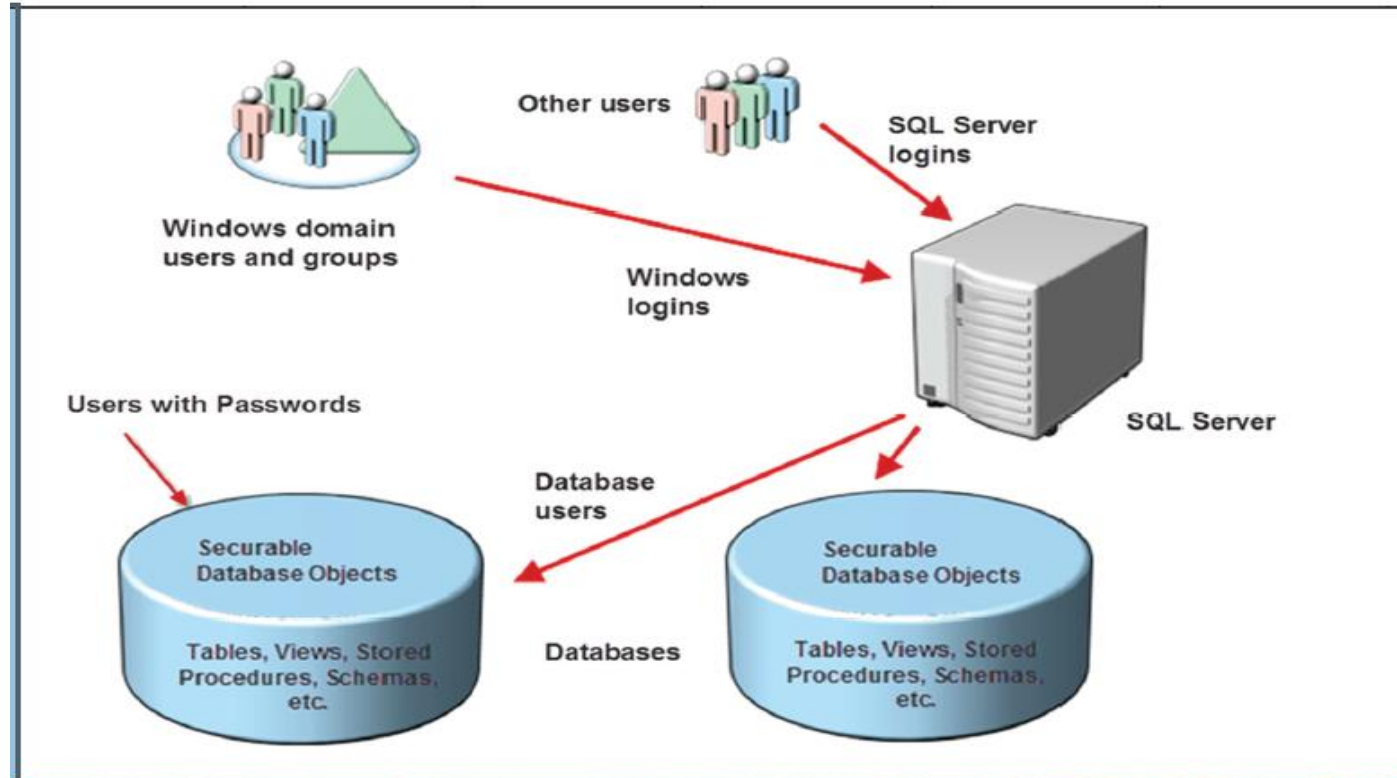 Other users
SQL Server
logins
Windows domain
users and groups
Windows
logins
Users with Passwords
SQL Server
Database
users
Securable
Database Objects
Tables, Views, Stored
Procedures, Schemas,
etc.
Databases
Securable
Database Objects
Tables, Views, Stored
Procedures, Schemas,
etc.